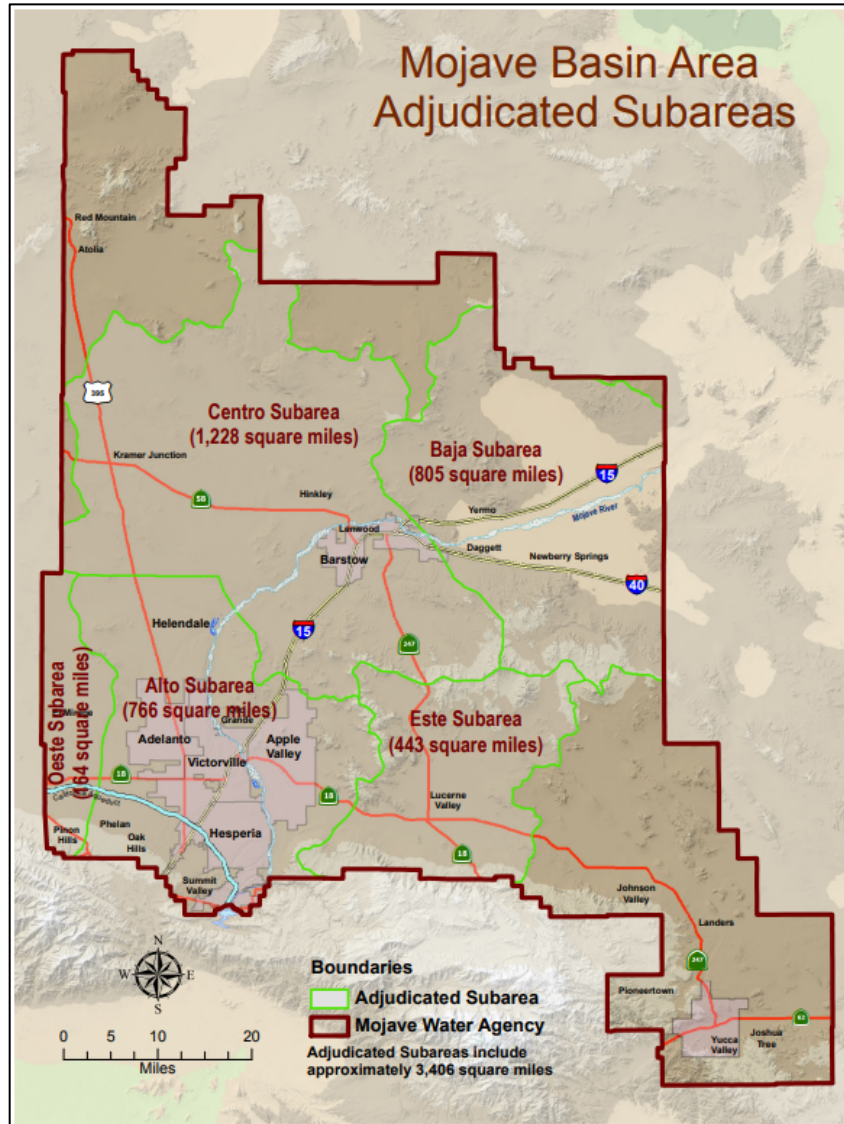 Mojave Basin Area
Adjudicated Subareas
Red Mountain
Atolia
395
Centro Subarea
(1,228 square miles)
Baja Subarea
(805 square miles)
Kramer Junction
15
58
Hinkley
Yermo
Mojave River
Lenwood
Daggett
Barstow
Newberry Springs
40
Helendale
15
247
Oeste Subarea
(164 square miles)
Alto Subarea
(766 square miles)
Grande
Este Subarea
(443 square miles)
Adelanto
Apple
Valley
Victorville
18
California Aqueduct
18
Lucerne
Valley
Phelan
Pinon
Hills
Oak
Hills
Hesperia
18
Summit
Valley
Johnson
Valley
Landers
247
Pioneertown
62
Yucca
Valley
Joshua
Tree
N
W
E
S
0 5 10 20
Miles
Boundaries
Adjudicated Subarea
Mojave Water Agency
Adjudicated Subareas include
approximately 3,406 square miles